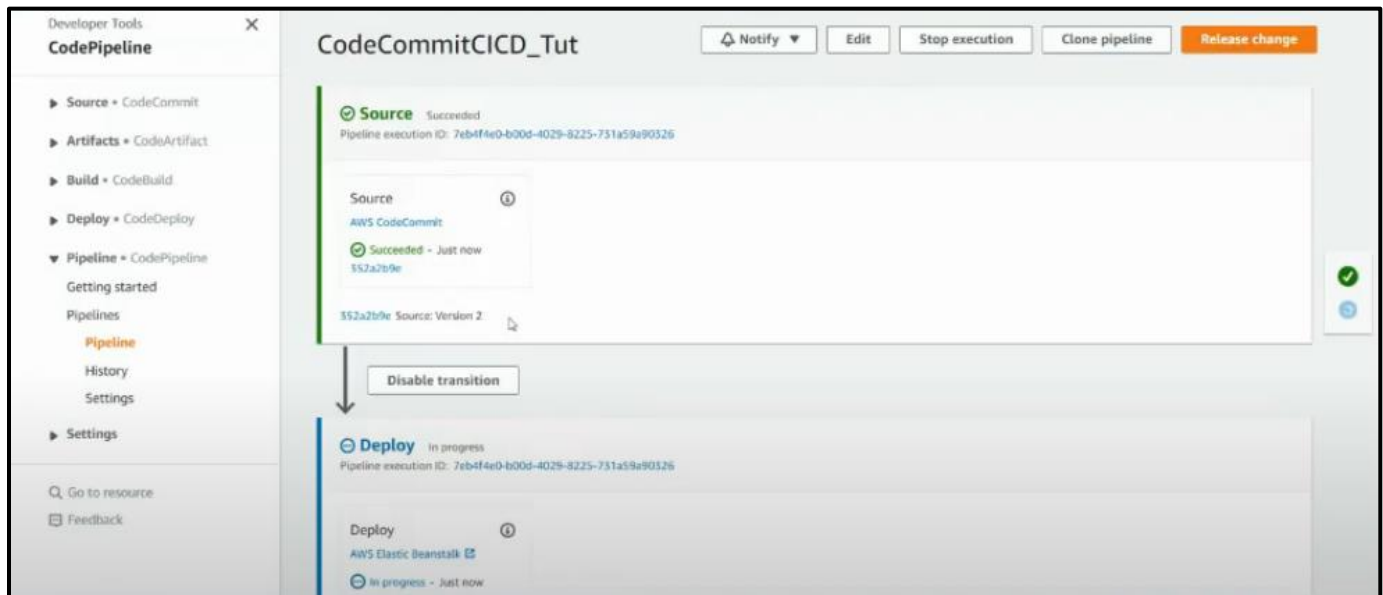 Developer Tools
CodePipeline
Source • CodeCommit
Artifacts • CodeArtifact
Build • CodeBuild
Deploy • CodeDeploy
Pipeline • CodePipeline
Getting started
Pipelines
Pipeline
History
Settings
Settings
Go to resource
Feedback
CodeCommitCICD_Tut
Notify
Edit
Stop execution
Clone pipeline
Release change
Source Succeeded
Pipeline execution ID: 7eb4f4e0-b00d-4029-8225-731a59a90326
Source
AWS CodeCommit
Succeeded - Just now
352a2b9e
352a2b9e Source: Version 2
Disable transition
Deploy In progress
Pipeline execution ID: 7eb4f4e0-b00d-4029-8225-731a59a90326
Deploy
AWS Elastic Beanstalk
In progress - Just now